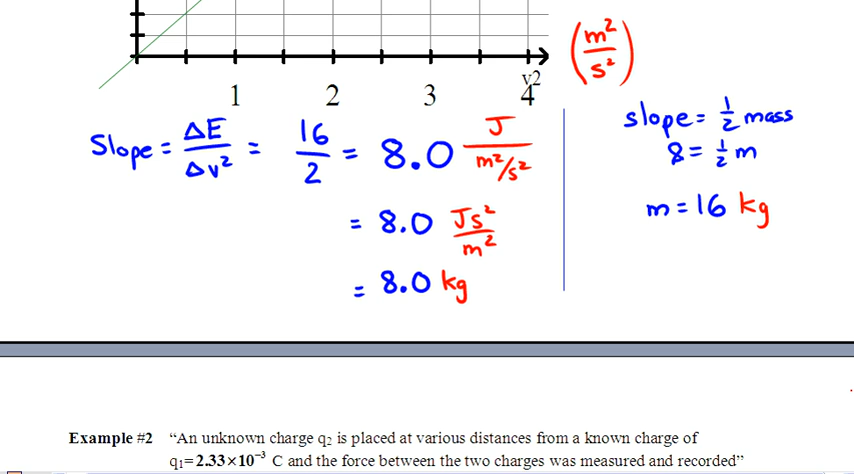 (m²/s²)
v2
1 2 3 4
Slope = ΔE/Δv² = 16/2 = 8.0 J/(m²/s²)
= 8.0 Js²/m²
= 8.0 kg
slope = ½ mass
8 = ½ m
m = 16 kg
Example #2 “An unknown charge q₂ is placed at various distances from a known charge of
q₁=2.33×10⁻³ C and the force between the two charges was measured and recorded”